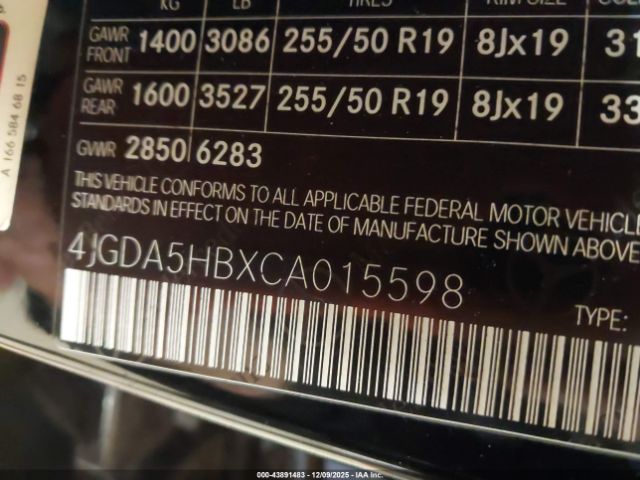 KG LB TIRES RIM SIZE
GAWR FRONT 1400 3086 255/50 R19 8Jx19 31
GAWR REAR 1600 3527 255/50 R19 8Jx19 33
GVWR 2850 6283
THIS VEHICLE CONFORMS TO ALL APPLICABLE FEDERAL MOTOR VEHICLE
STANDARDS IN EFFECT ON THE DATE OF MANUFACTURE SHOWN ABOVE
4JGDA5HBXCA015598
TYPE:
A 166 584 68 15
000-43891483 - 12/09/2025 - IAAI.com